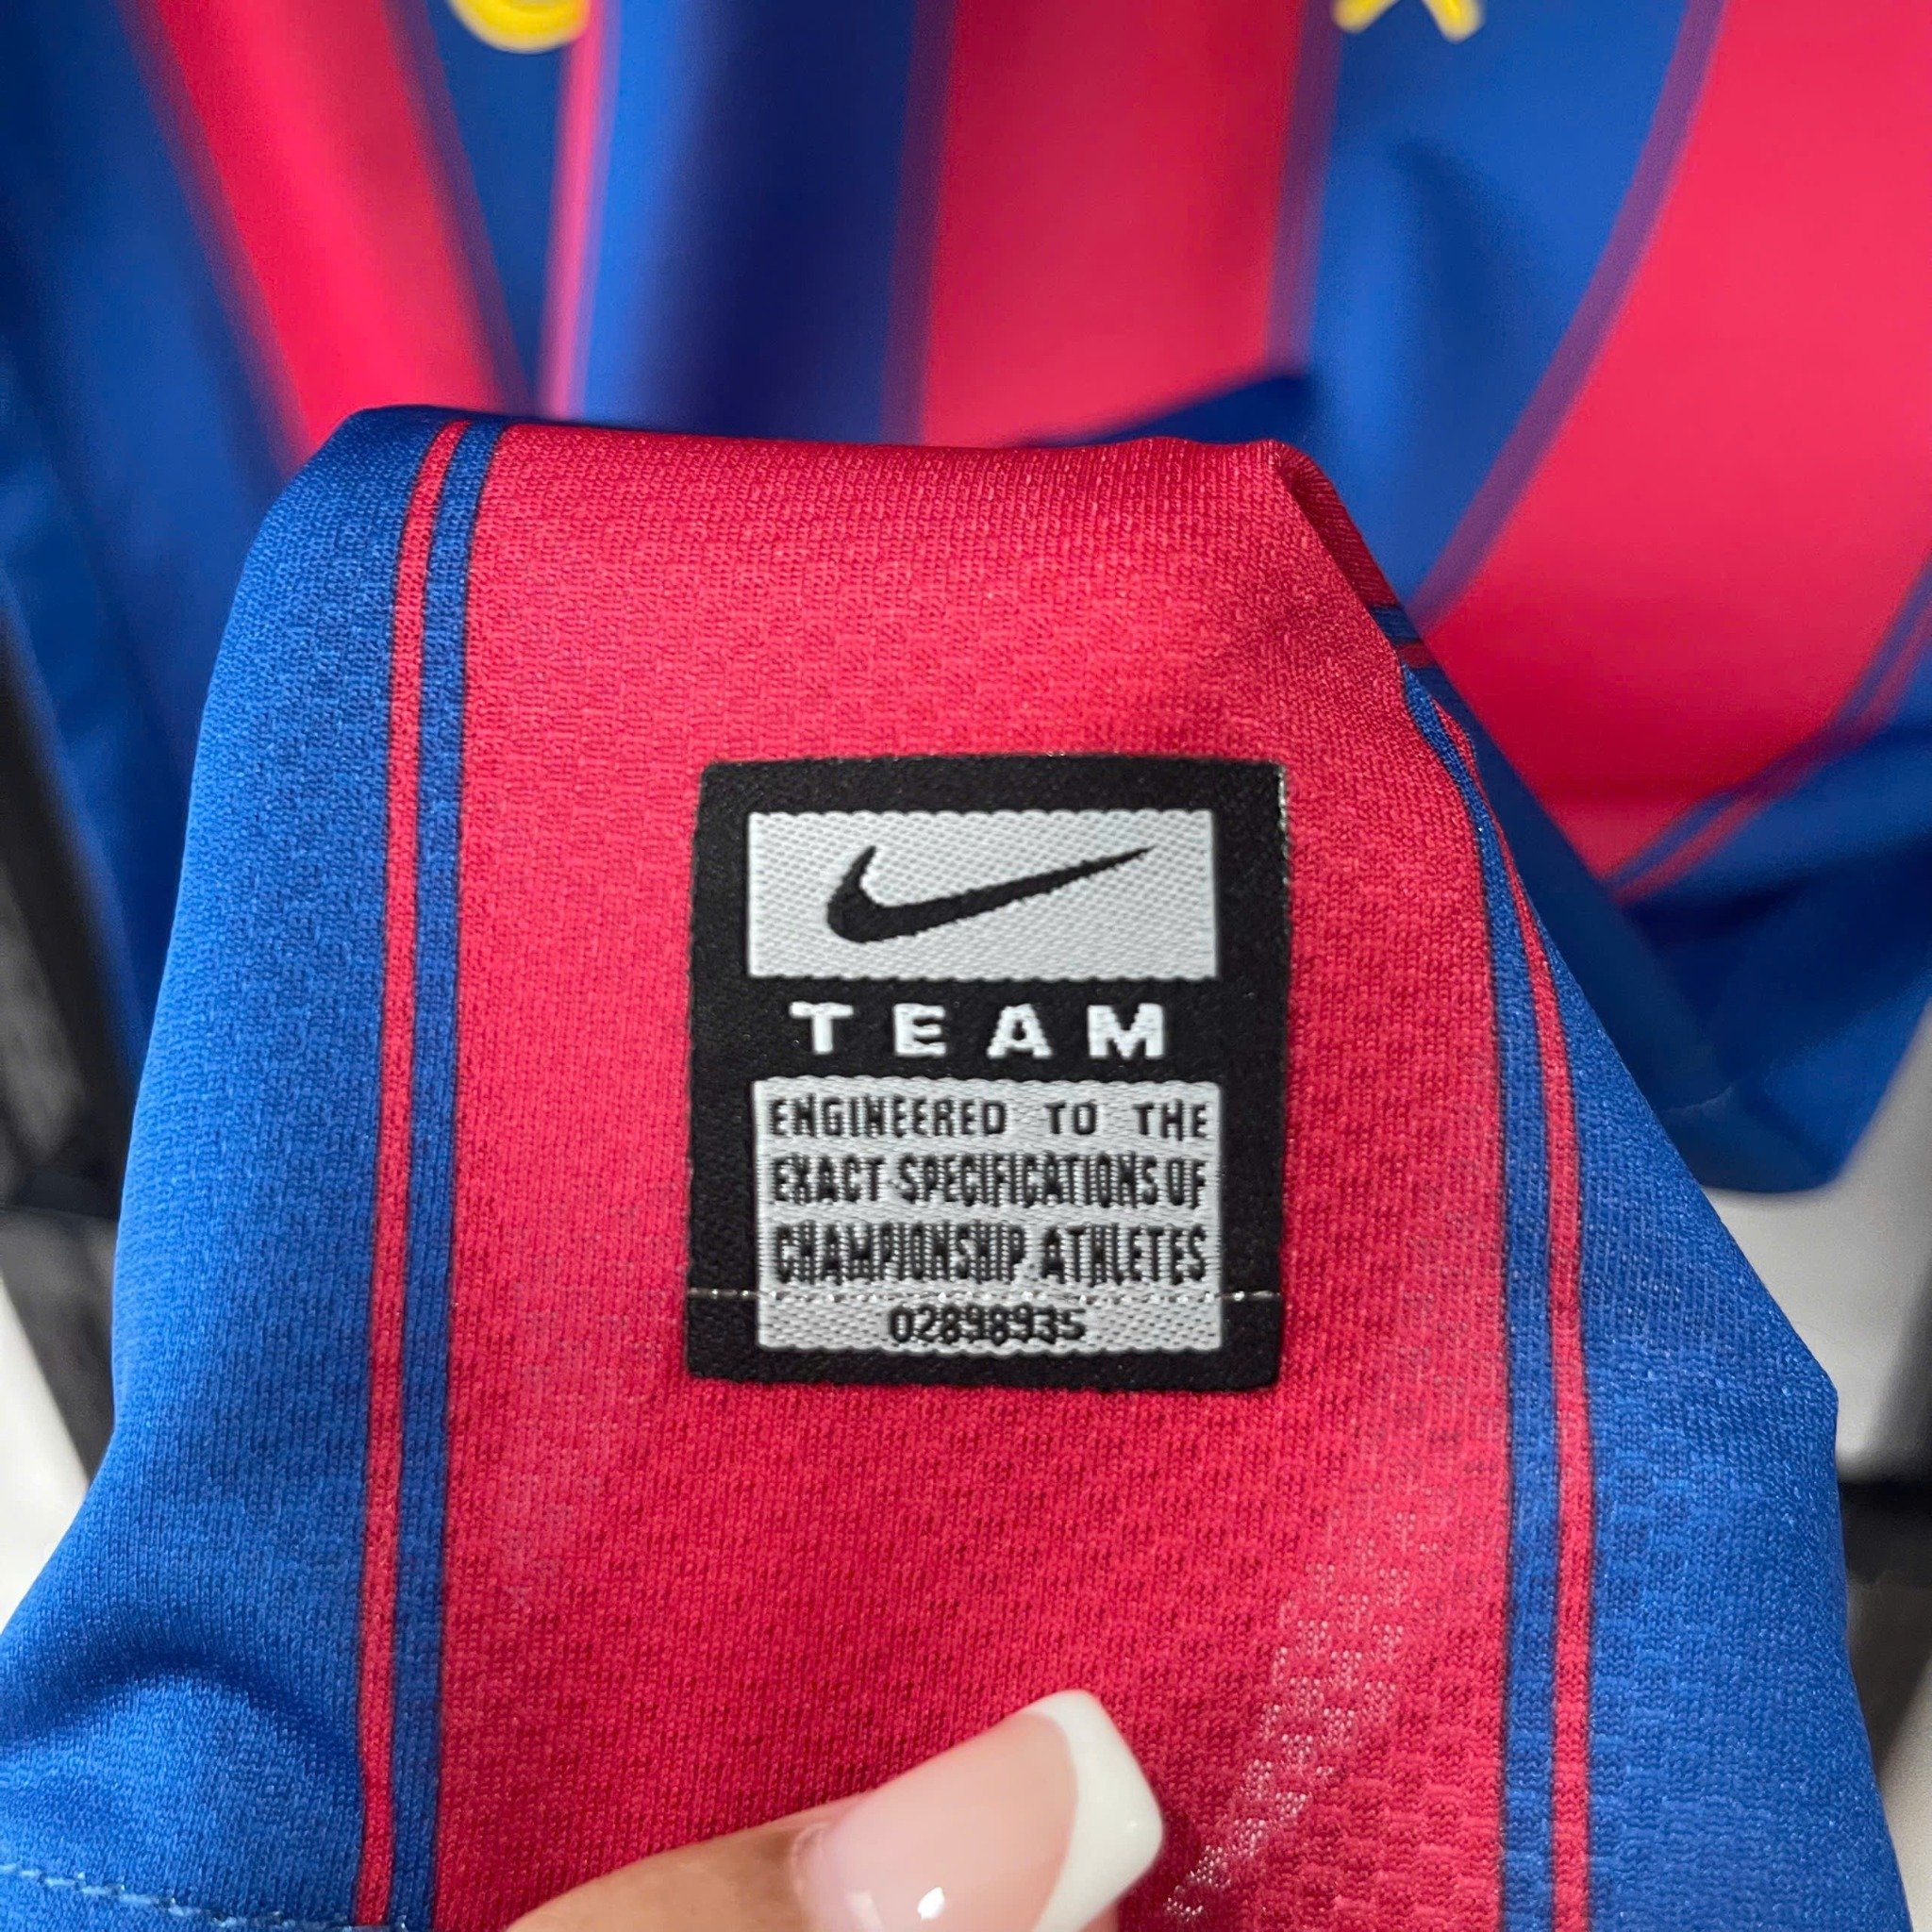 TEAM
ENGINEERED TO THE
EXACT SPECIFICATIONS OF
CHAMPIONSHIP ATHLETES
02898935